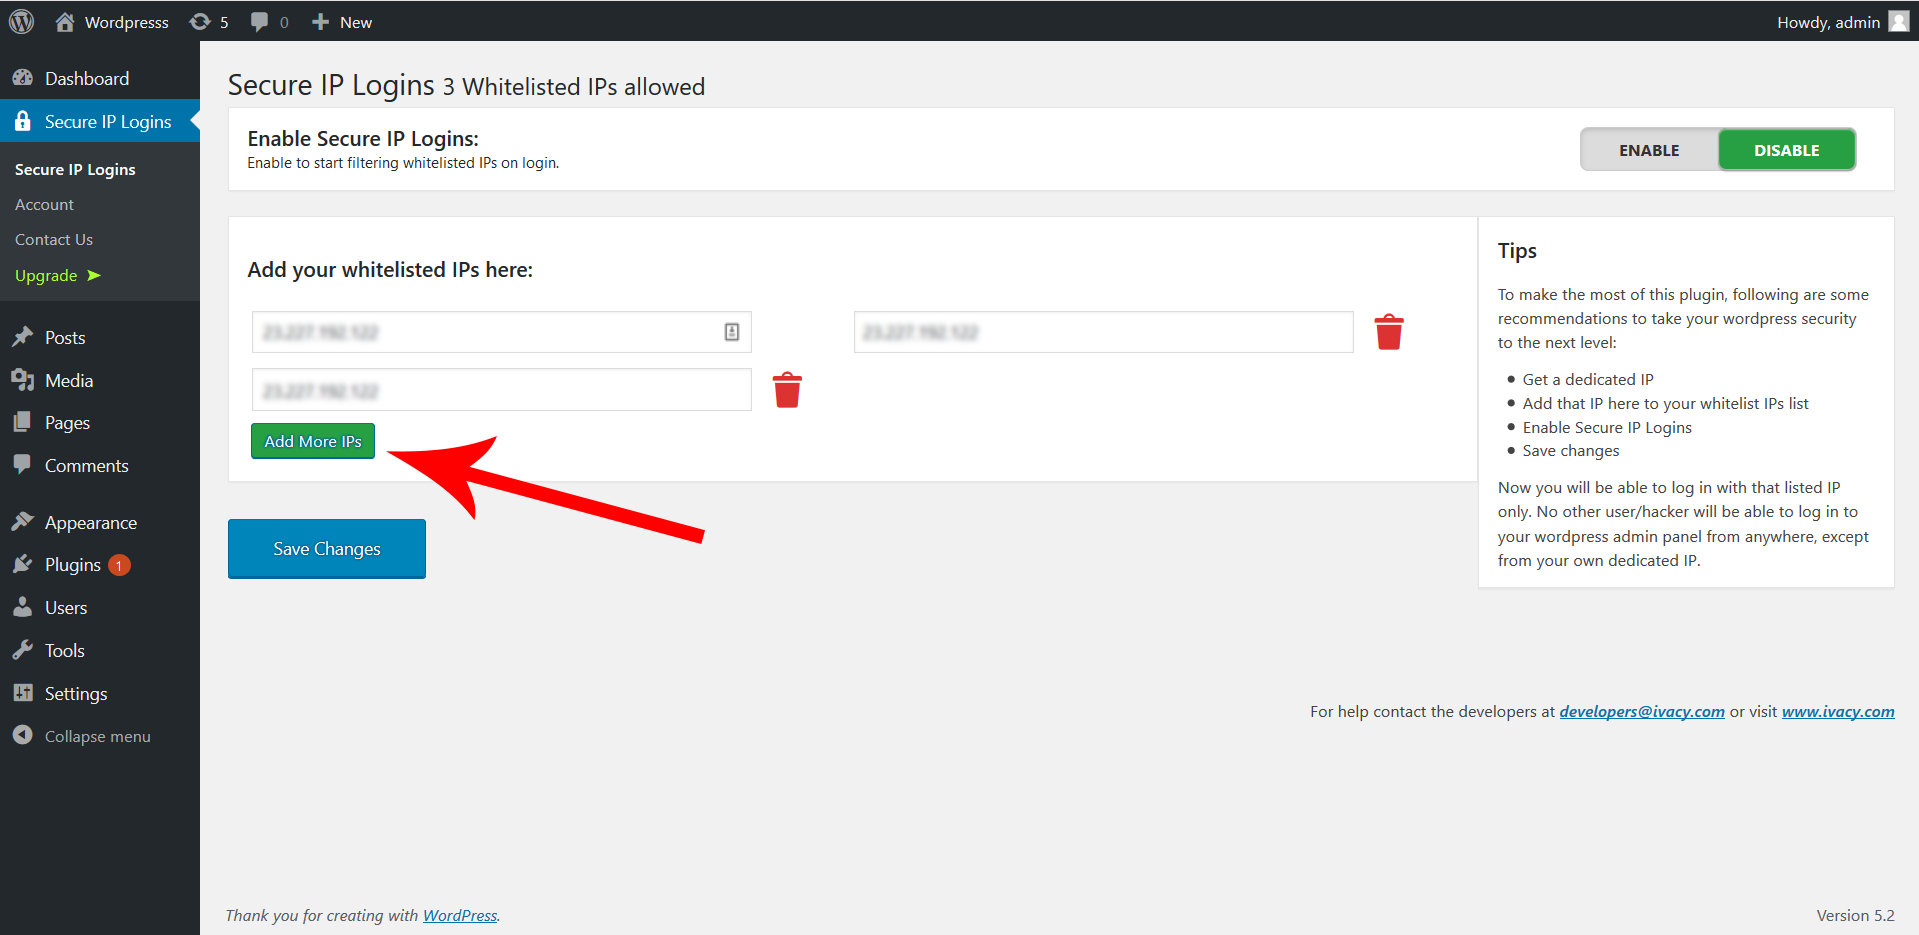 Wordpresss 5 0 New Howdy, admin
Dashboard
Secure IP Logins
Secure IP Logins
Account
Contact Us
Upgrade ➤
Posts
Media
Pages
Comments
Appearance
Plugins 1
Users
Tools
Settings
Collapse menu
Secure IP Logins 3 Whitelisted IPs allowed
Enable Secure IP Logins:
Enable to start filtering whitelisted IPs on login.
ENABLE DISABLE
Add your whitelisted IPs here:
Add More IPs
Save Changes
Tips
To make the most of this plugin, following are some
recommendations to take your wordpress security
to the next level:
• Get a dedicated IP
• Add that IP here to your whitelist IPs list
• Enable Secure IP Logins
• Save changes
Now you will be able to log in with that listed IP
only. No other user/hacker will be able to log in to
your wordpress admin panel from anywhere, except
from your own dedicated IP.
For help contact the developers at developers@ivacy.com or visit www.ivacy.com
Thank you for creating with WordPress.
Version 5.2